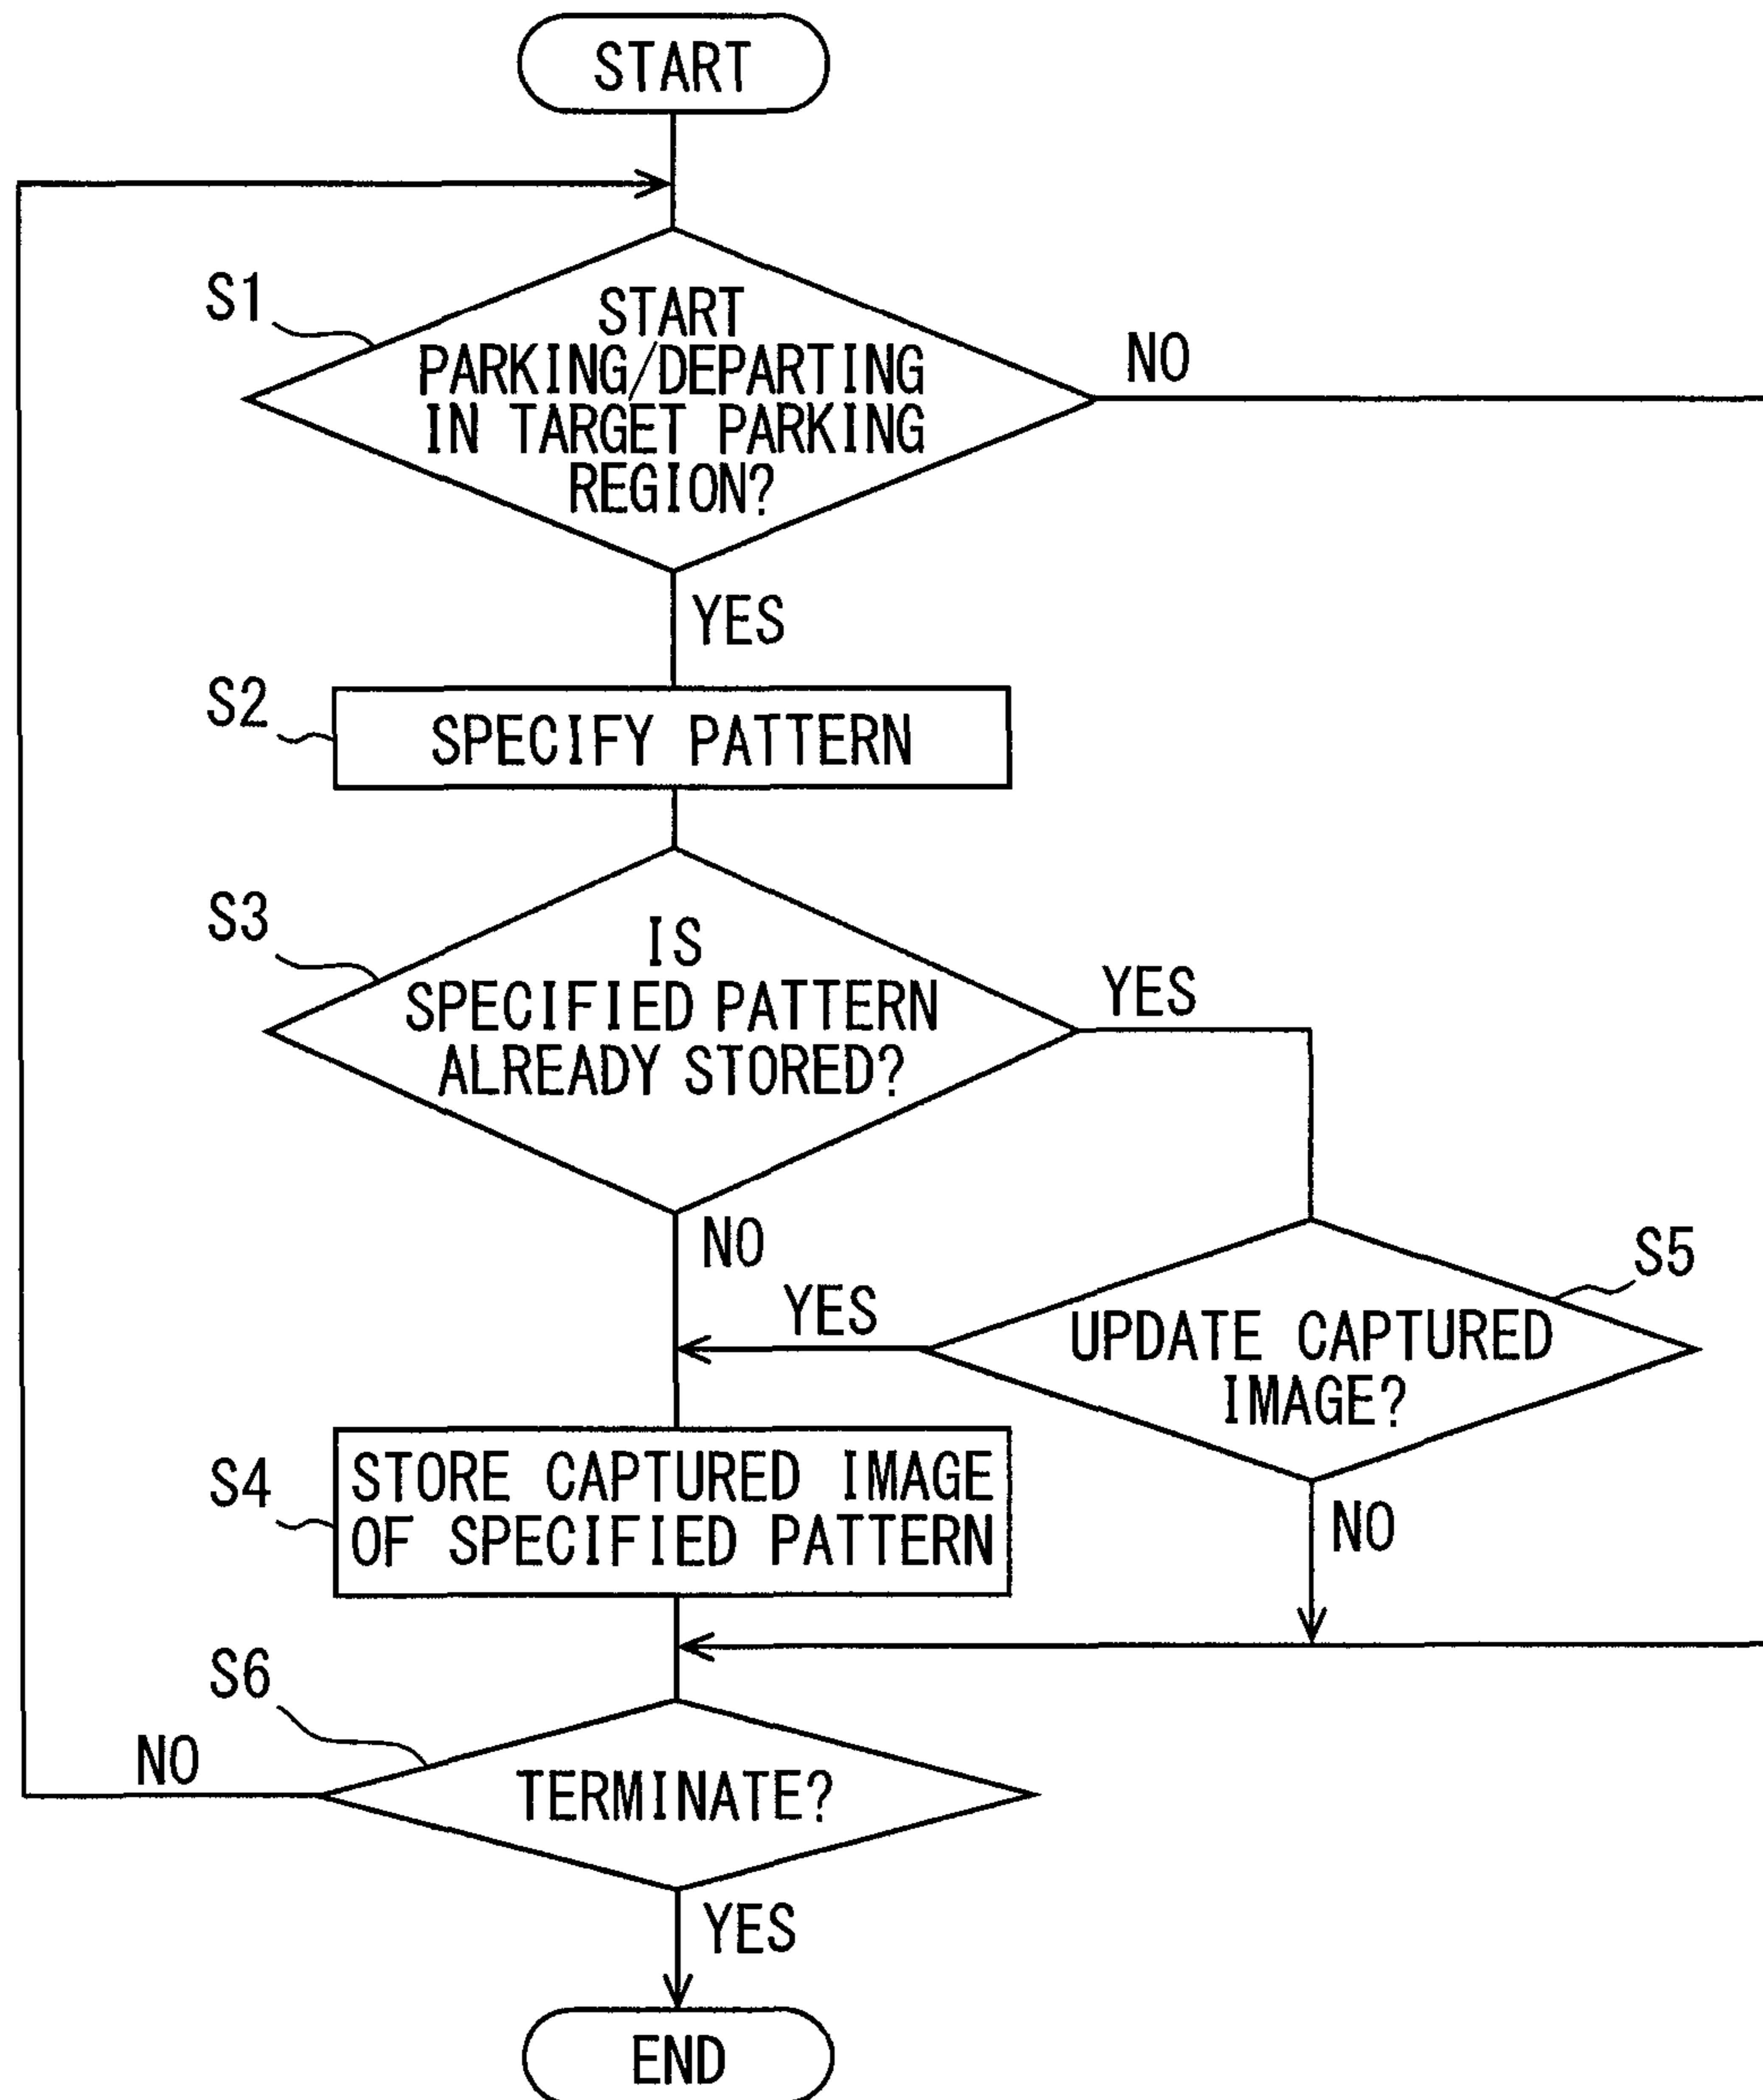 START
S1
START
PARKING/DEPARTING
IN TARGET PARKING
REGION?
NO
YES
S2
SPECIFY PATTERN
S3
IS
SPECIFIED PATTERN
ALREADY STORED?
YES
NO
S5
YES
UPDATE CAPTURED
IMAGE?
S4
STORE CAPTURED IMAGE
OF SPECIFIED PATTERN
NO
S6
NO
TERMINATE?
YES
END